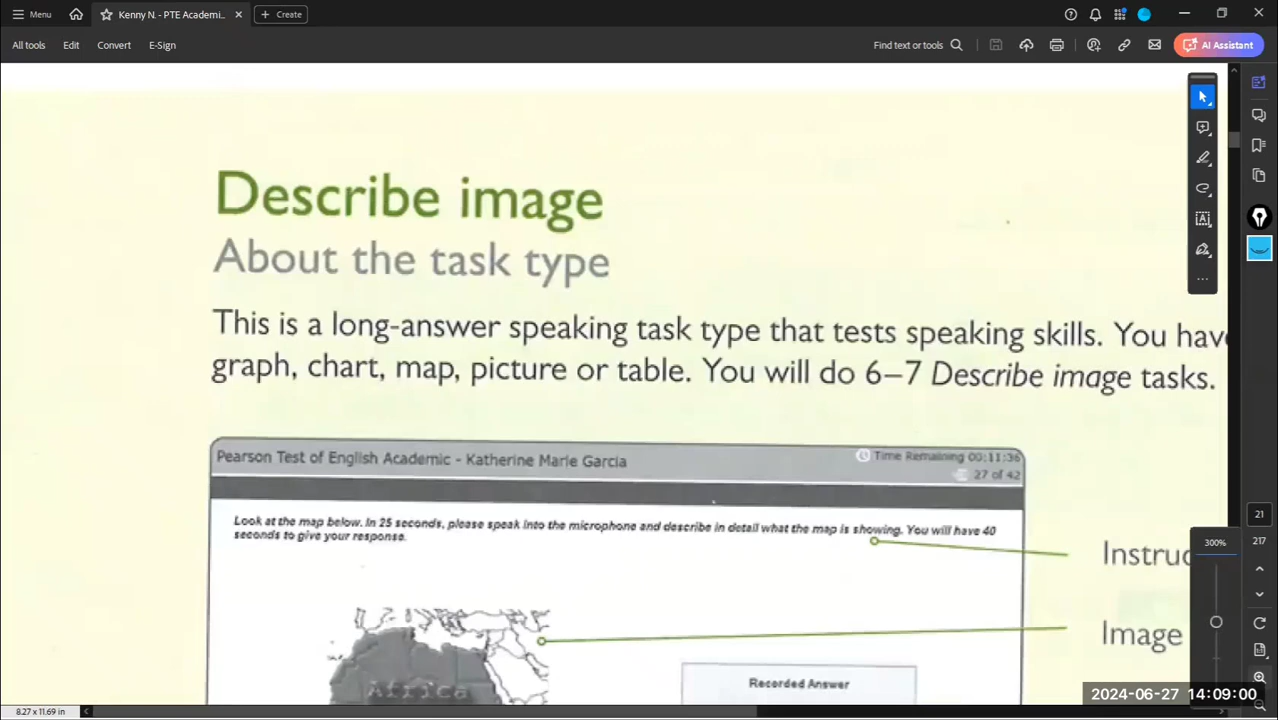 Menu
Kenny N. - PTE Academi...
Create
All tools
Edit
Convert
E-Sign
Find text or tools
AI Assistant
Describe image
About the task type
This is a long-answer speaking task type that tests speaking skills. You have
graph, chart, map, picture or table. You will do 6–7 Describe image tasks.
Pearson Test of English Academic - Katherine Marie Garcia
Time Remaining 00:11:36
27 of 42
Look at the map below. In 25 seconds, please speak into the microphone and describe in detail what the map is showing. You will have 40
seconds to give your response.
Instruc
Image
Africa
Recorded Answer
21
217
300%
8.27 x 11.69 in
2024-06-27 14:09:00